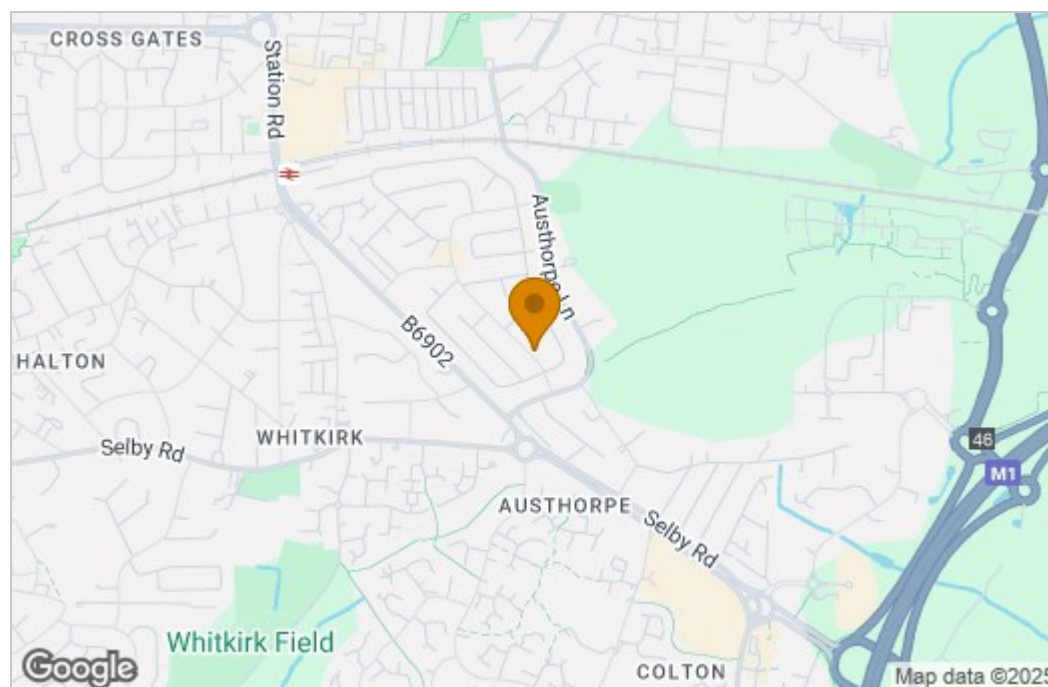 CROSS GATES
Station Rd
Austhorpe Ln
B6902
HALTON
Selby Rd
WHITKIRK
46
M1
AUSTHORPE
Selby Rd
Whitkirk Field
COLTON
Google
Map data ©2025